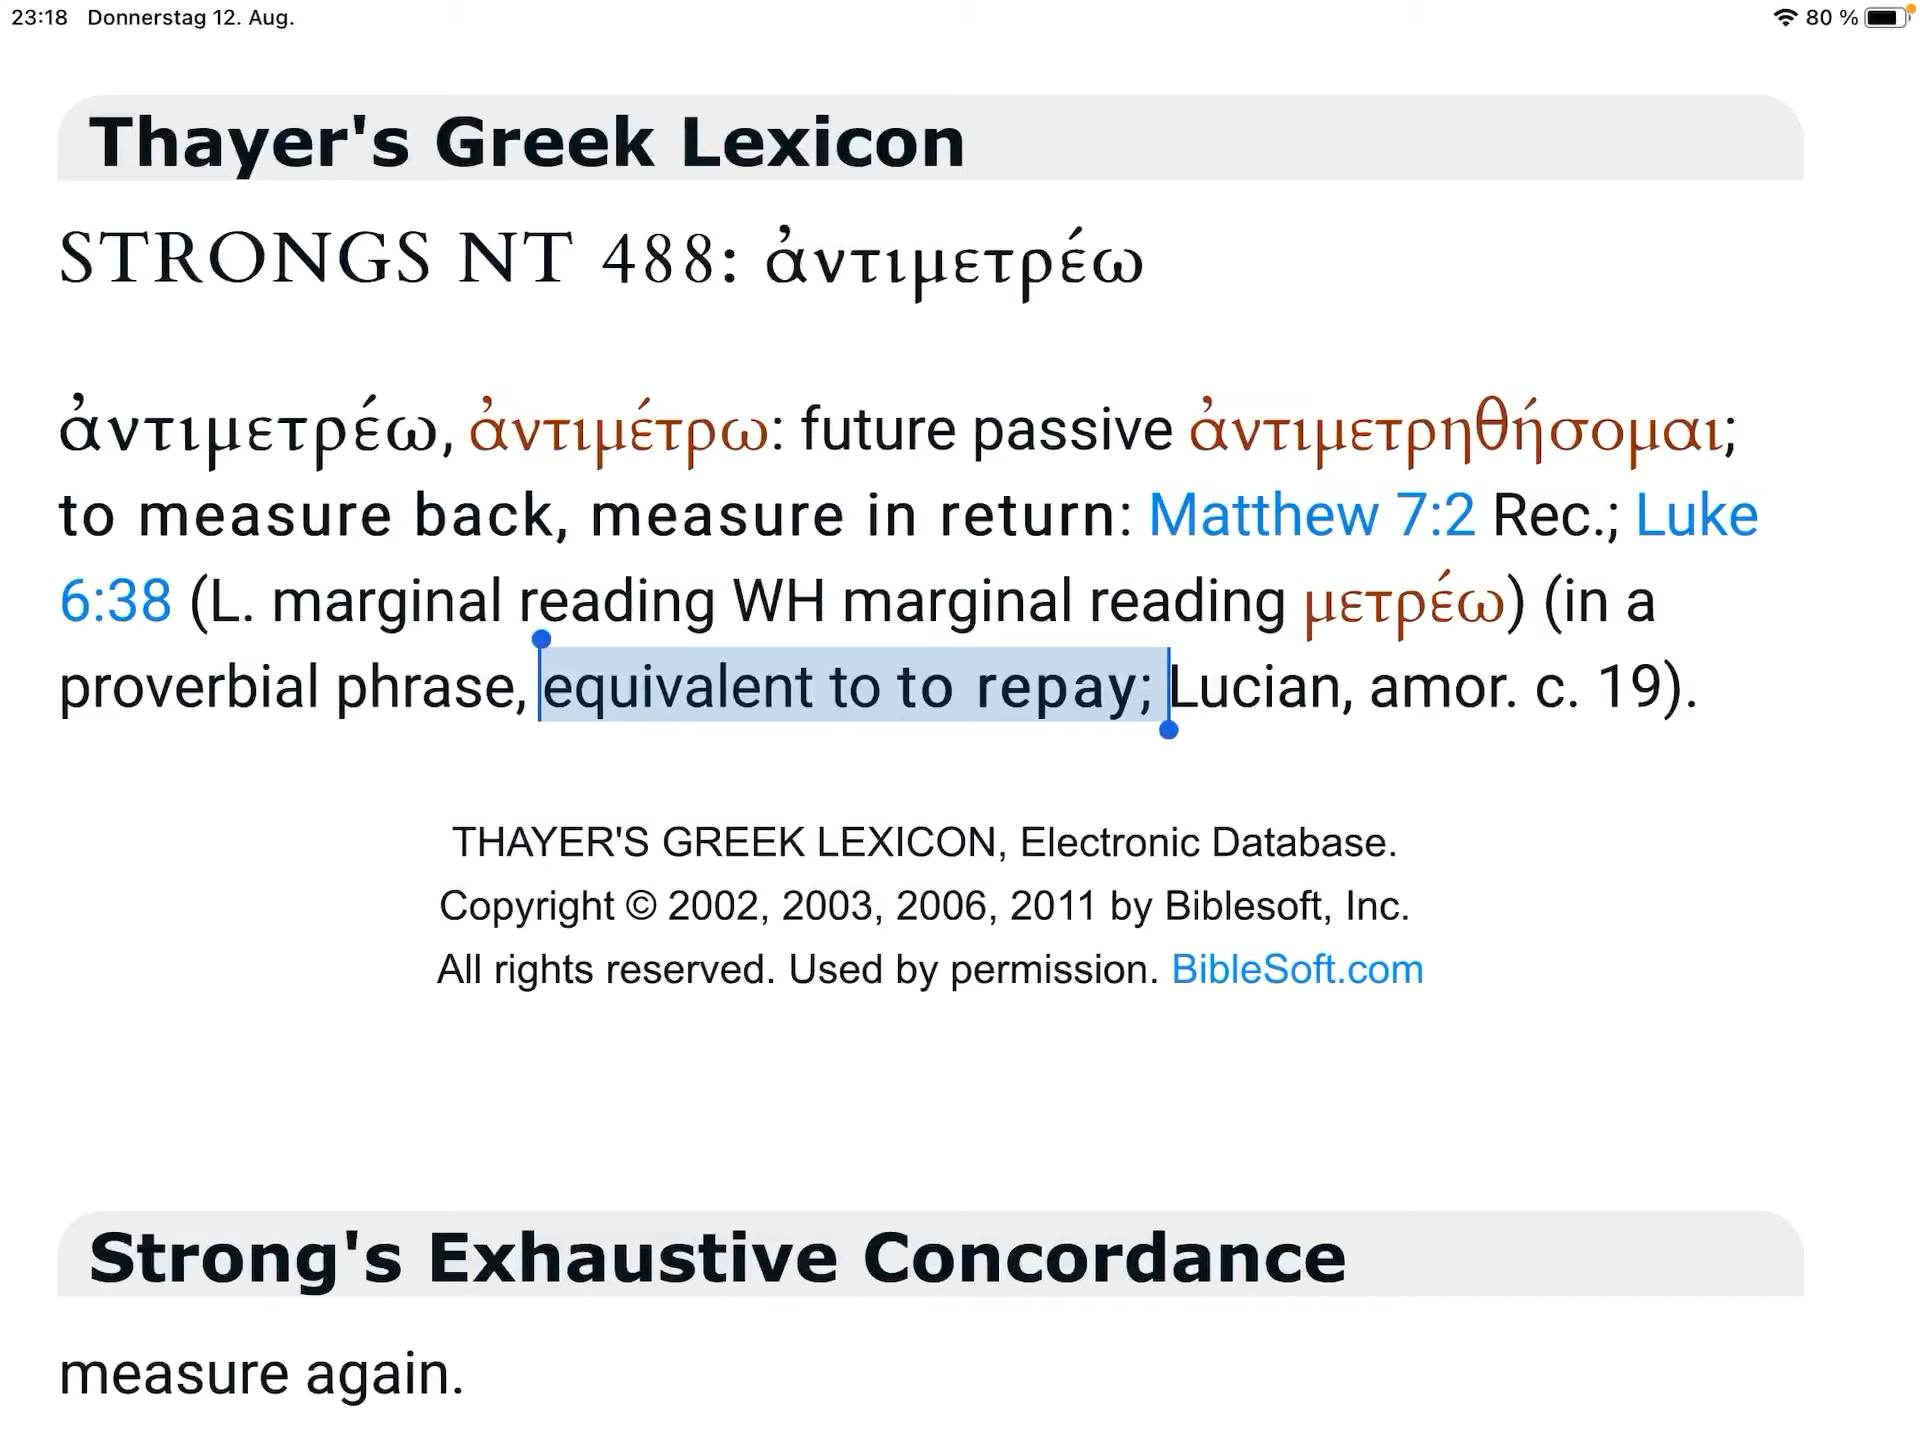 23:18 Donnerstag 12. Aug.
80 %
Thayer's Greek Lexicon
STRONGS NT 488: ἀντιμετρέω
ἀντιμετρέω, ἀντιμέτρω: future passive ἀντιμετρηθήσομαι;
to measure back, measure in return: Matthew 7:2 Rec.; Luke
6:38 (L. marginal reading WH marginal reading μετρέω) (in a
proverbial phrase, equivalent to to repay; Lucian, amor. c. 19).
THAYER'S GREEK LEXICON, Electronic Database.
Copyright © 2002, 2003, 2006, 2011 by Biblesoft, Inc.
All rights reserved. Used by permission. BibleSoft.com
Strong's Exhaustive Concordance
measure again.